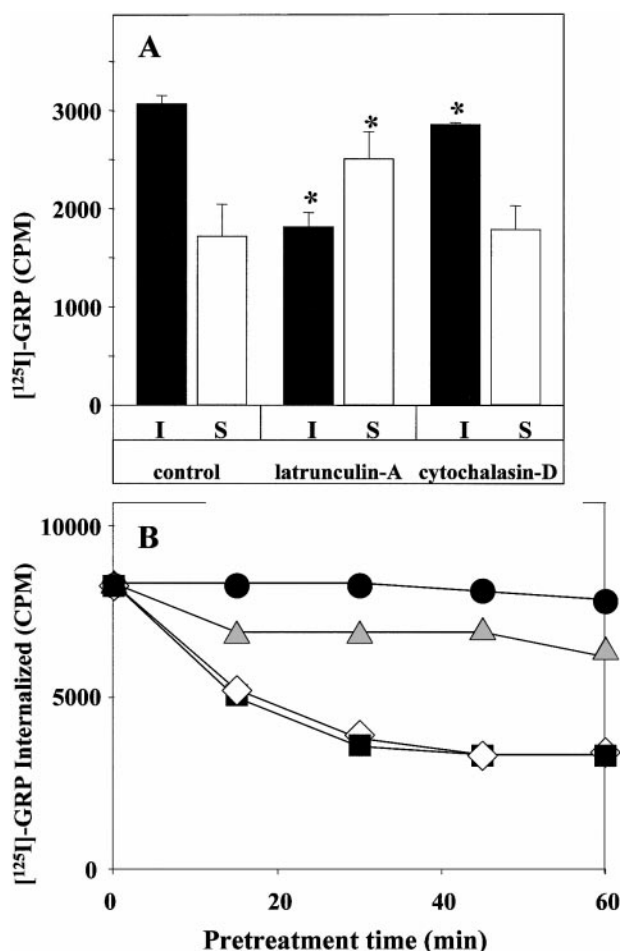 A
[¹²⁵I]-GRP (CPM)
3000
2000
1000
0
* * *
I S I S I S
control latrunculin-A cytochalasin-D
B
[¹²⁵I]-GRP Internalized (CPM)
10000
5000
0
0 20 40 60
Pretreatment time (min)